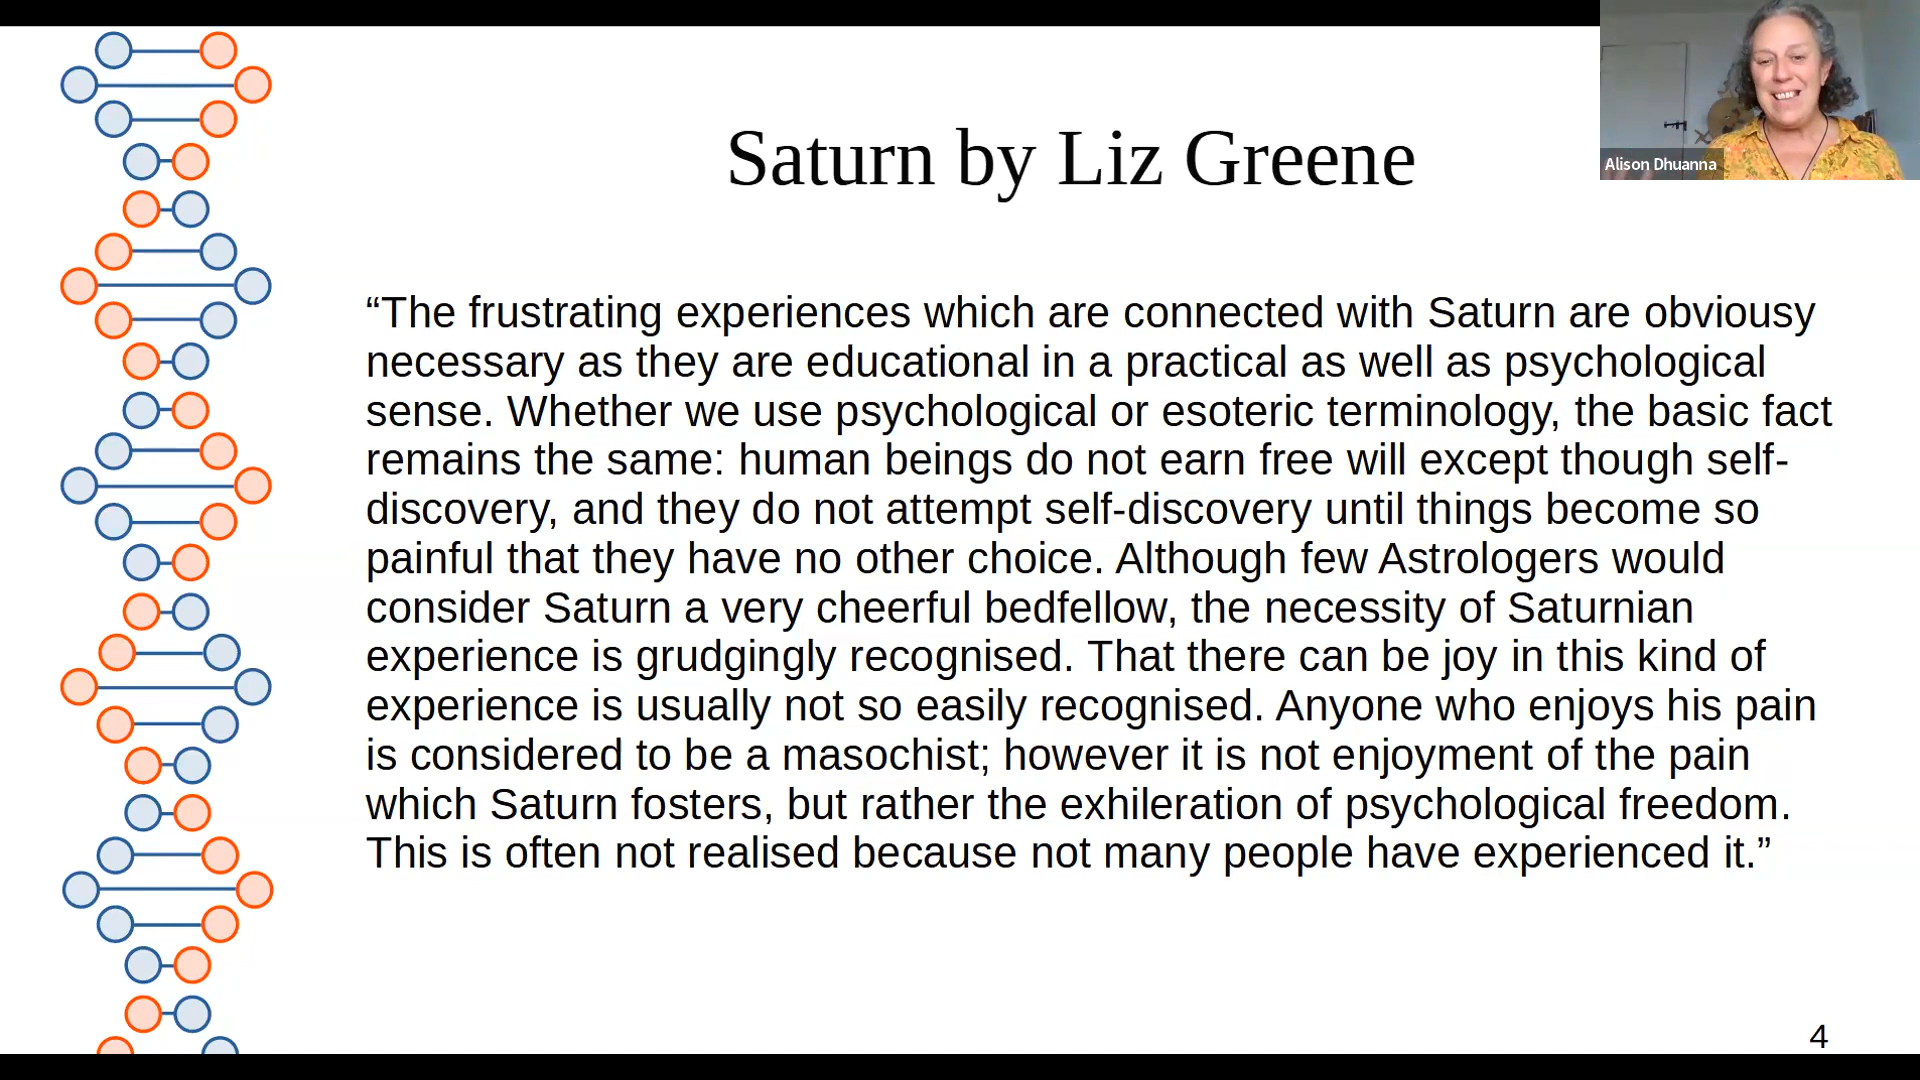 Saturn by Liz Greene
Alison Dhuanna
“The frustrating experiences which are connected with Saturn are obviousy
necessary as they are educational in a practical as well as psychological
sense. Whether we use psychological or esoteric terminology, the basic fact
remains the same: human beings do not earn free will except though self-
discovery, and they do not attempt self-discovery until things become so
painful that they have no other choice. Although few Astrologers would
consider Saturn a very cheerful bedfellow, the necessity of Saturnian
experience is grudgingly recognised. That there can be joy in this kind of
experience is usually not so easily recognised. Anyone who enjoys his pain
is considered to be a masochist; however it is not enjoyment of the pain
which Saturn fosters, but rather the exhileration of psychological freedom.
This is often not realised because not many people have experienced it.”
4